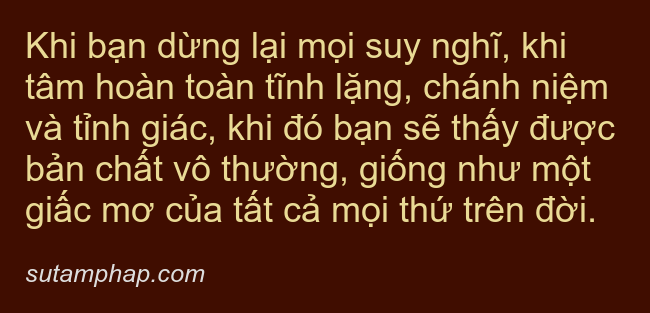 Khi bạn dừng lại mọi suy nghĩ, khi
tâm hoàn toàn tĩnh lặng, chánh niệm
và tỉnh giác, khi đó bạn sẽ thấy được
bản chất vô thường, giống như một
giấc mơ của tất cả mọi thứ trên đời.
sutamphap.com